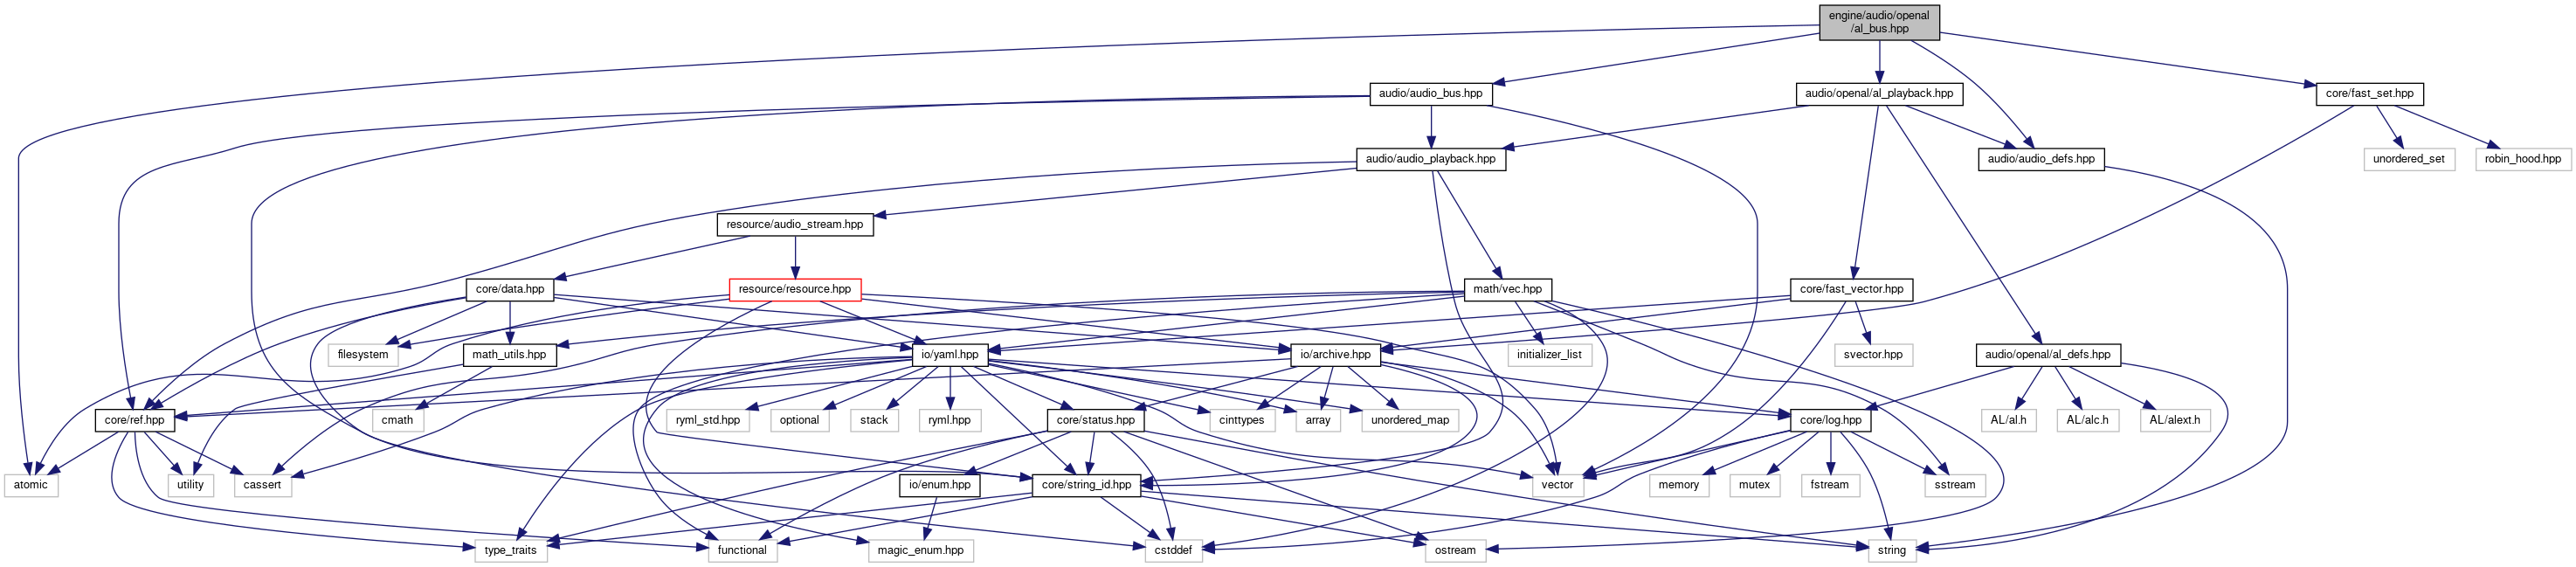 engine/audio/openal
/al_bus.hpp
audio/audio_bus.hpp
audio/openal/al_playback.hpp
core/fast_set.hpp
audio/audio_playback.hpp
audio/audio_defs.hpp
unordered_set
robin_hood.hpp
resource/audio_stream.hpp
core/data.hpp
resource/resource.hpp
math/vec.hpp
core/fast_vector.hpp
filesystem
math_utils.hpp
io/yaml.hpp
io/archive.hpp
initializer_list
svector.hpp
audio/openal/al_defs.hpp
core/ref.hpp
cmath
ryml_std.hpp
optional
stack
ryml.hpp
core/status.hpp
cinttypes
array
unordered_map
core/log.hpp
AL/al.h
AL/alc.h
AL/alext.h
atomic
utility
cassert
io/enum.hpp
core/string_id.hpp
vector
memory
mutex
fstream
sstream
type_traits
functional
magic_enum.hpp
cstddef
ostream
string